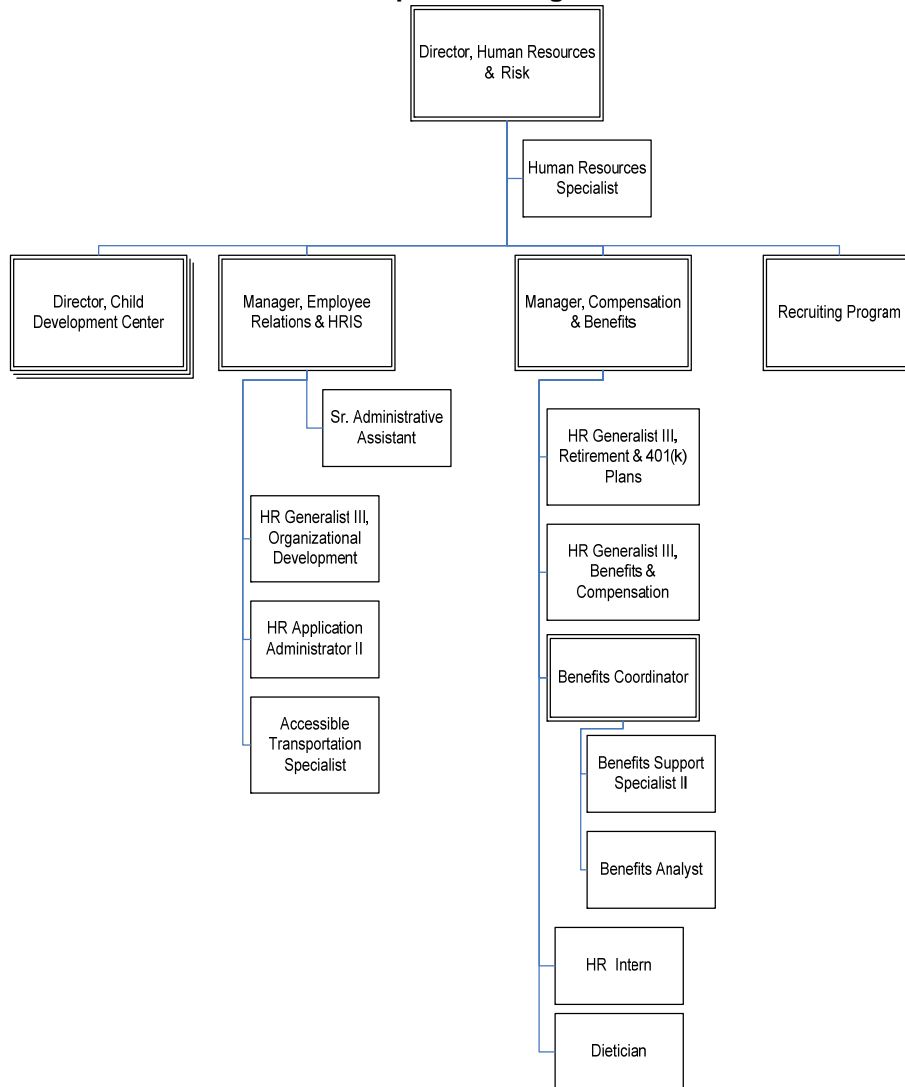 Director, Human Resources
& Risk
Human Resources
Specialist
Director, Child
Development Center
Manager, Employee
Relations & HRIS
Manager, Compensation
& Benefits
Recruiting Program
Sr. Administrative
Assistant
HR Generalist III,
Organizational
Development
HR Application
Administrator II
Accessible
Transportation
Specialist
HR Generalist III,
Retirement & 401(k)
Plans
HR Generalist III,
Benefits &
Compensation
Benefits Coordinator
Benefits Support
Specialist II
Benefits Analyst
HR Intern
Dietician